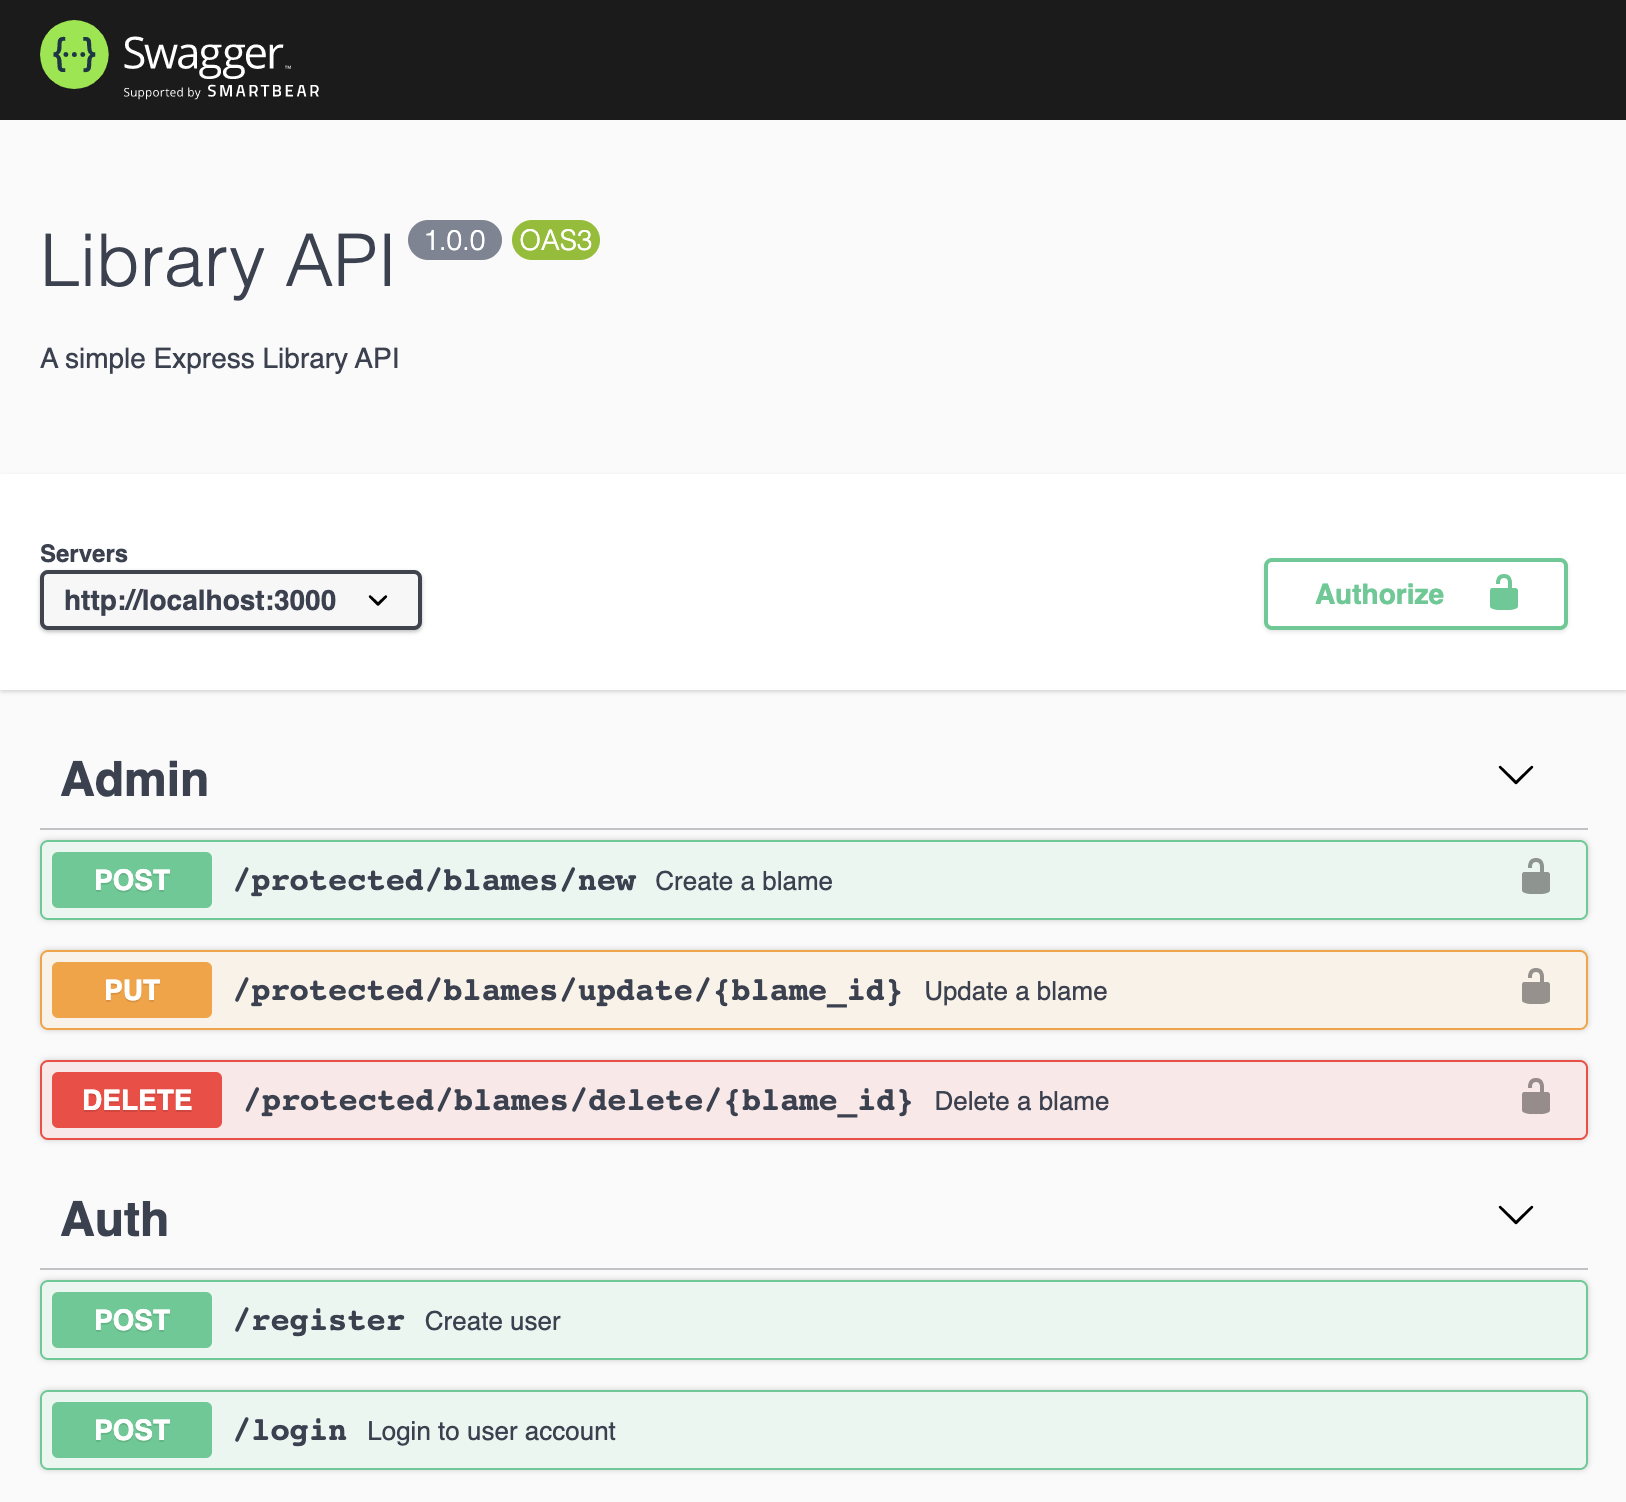 {···} Swagger™
Supported by SMARTBEAR
Library API 1.0.0 OAS3
A simple Express Library API
Servers
http://localhost:3000
Authorize
Admin
POST /protected/blames/new Create a blame
PUT /protected/blames/update/{blame_id} Update a blame
DELETE /protected/blames/delete/{blame_id} Delete a blame
Auth
POST /register Create user
POST /login Login to user account